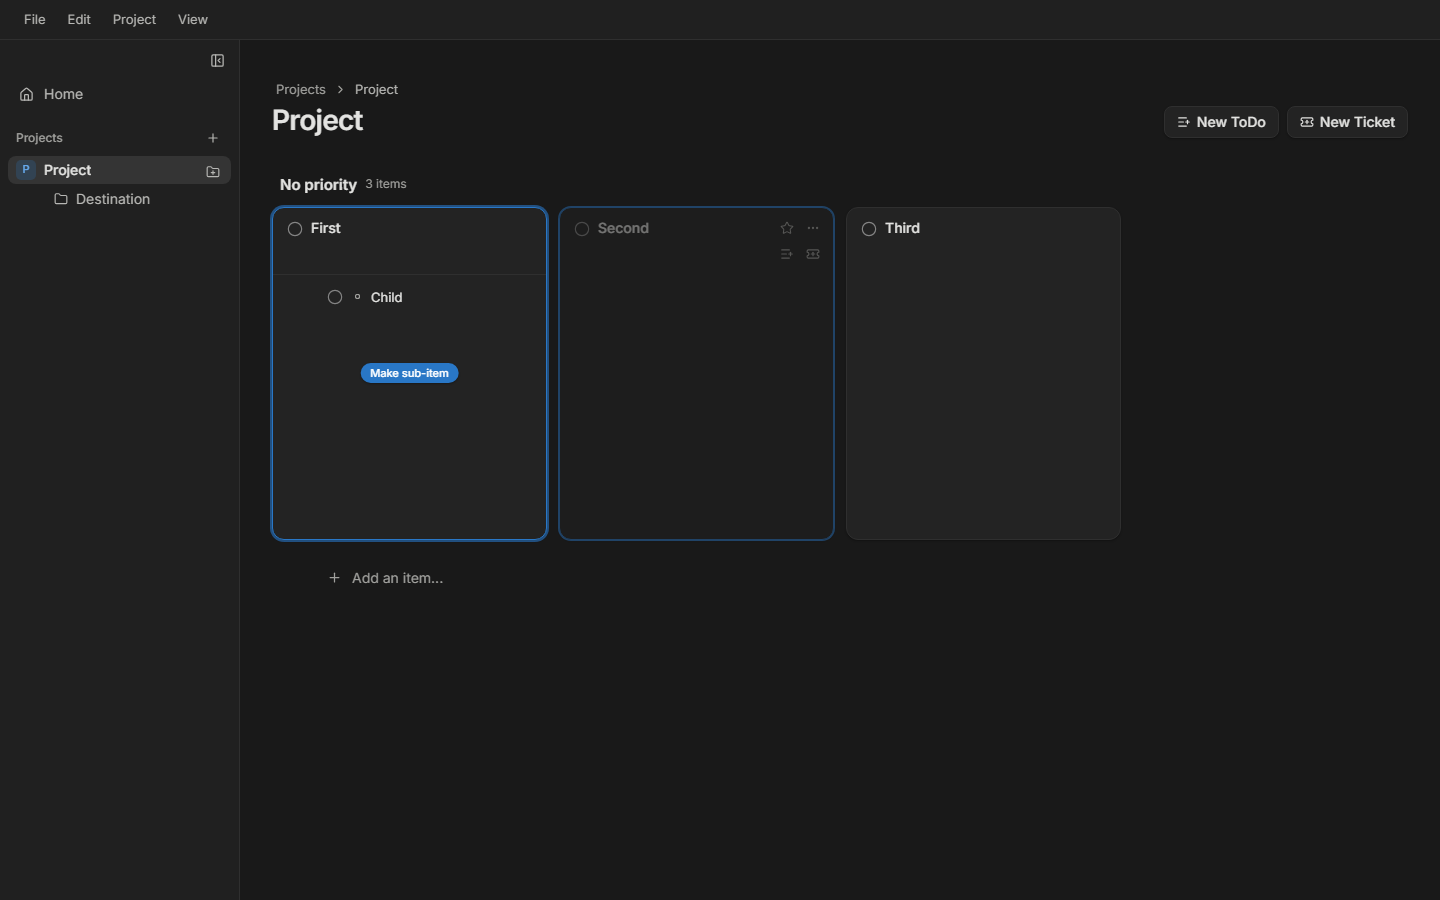 File Edit Project View
Home
Projects
P Project
Destination
Projects > Project
Project
New ToDo
New Ticket
No priority 3 items
First
Child
Make sub-item
Second
Third
Add an item...